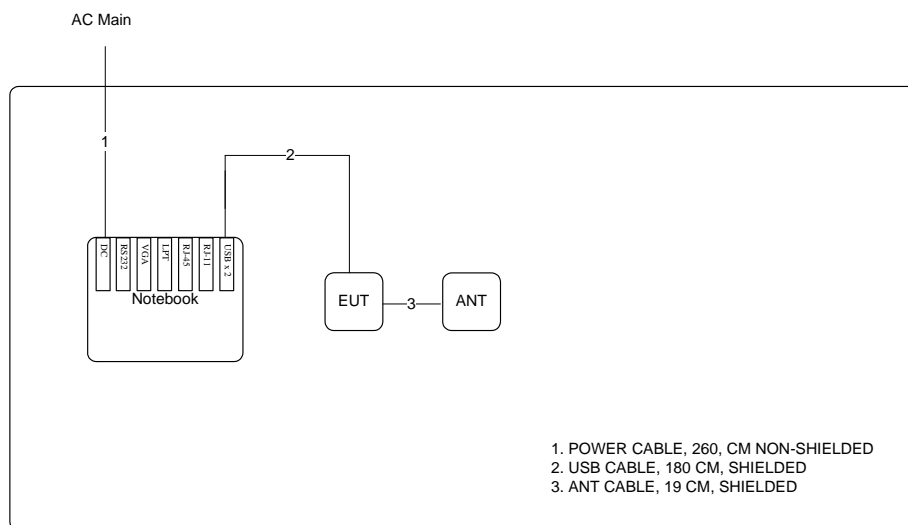 AC Main
1
2
DC
RS232
VGA
LPT
RJ-45
RJ-11
USB x 2
Notebook
EUT
3
ANT
1. POWER CABLE, 260, CM NON-SHIELDED
2. USB CABLE, 180 CM, SHIELDED
3. ANT CABLE, 19 CM, SHIELDED